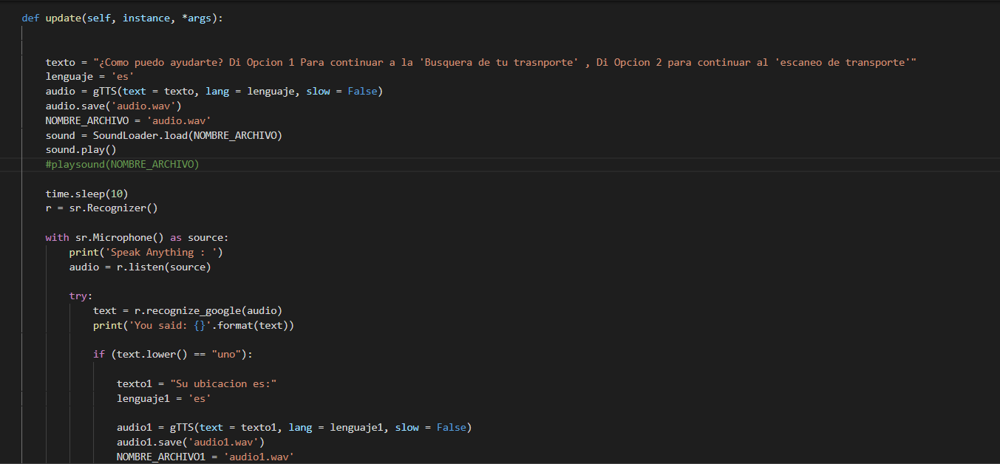 def update(self, instance, *args):
texto = "¿Como puedo ayudarte? Di Opcion 1 Para continuar a la 'Busquera de tu trasnporte' , Di Opcion 2 para continuar al 'escaneo de transporte'"
lenguaje = 'es'
audio = gTTS(text = texto, lang = lenguaje, slow = False)
audio.save('audio.wav')
NOMBRE_ARCHIVO = 'audio.wav'
sound = SoundLoader.load(NOMBRE_ARCHIVO)
sound.play()
#playsound(NOMBRE_ARCHIVO)
time.sleep(10)
r = sr.Recognizer()
with sr.Microphone() as source:
print('Speak Anything : ')
audio = r.listen(source)
try:
text = r.recognize_google(audio)
print('You said: {}'.format(text))
if (text.lower() == "uno"):
texto1 = "Su ubicacion es:"
lenguaje1 = 'es'
audio1 = gTTS(text = texto1, lang = lenguaje1, slow = False)
audio1.save('audio1.wav')
NOMBRE_ARCHIVO1 = 'audio1.wav'